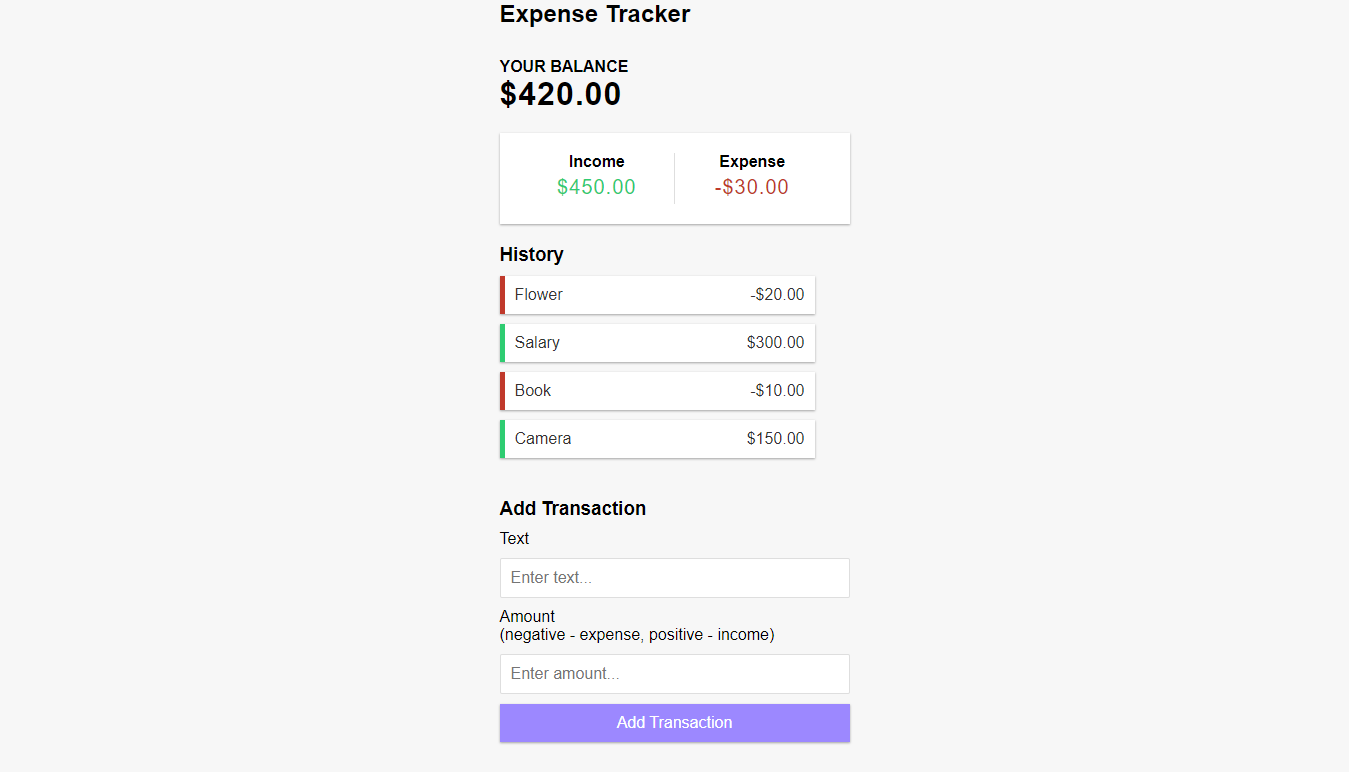 Expense Tracker
YOUR BALANCE
$420.00
Income Expense
$450.00 -$30.00
History
Flower -$20.00
Salary $300.00
Book -$10.00
Camera $150.00
Add Transaction
Text
Enter text...
Amount
(negative - expense, positive - income)
Enter amount...
Add Transaction